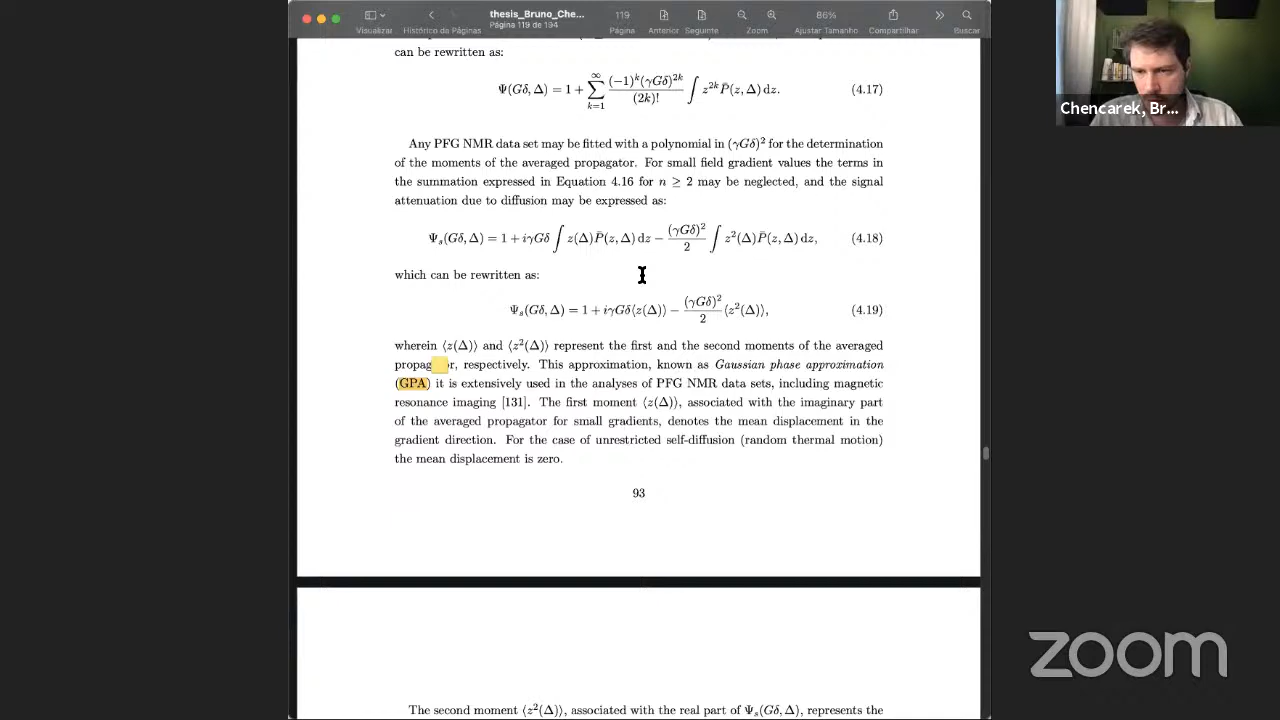 thesis_Bruno_Che...
Página 119 de 194
Visualizar
Histórico da Páginas
119
Página
Anterior
Seguinte
Zoom
86%
Ajustar Tamanho
Compartilhar
Buscar
can be rewritten as:
Ψ(Gδ, Δ) = 1 + ∑_{k=1}^{∞} (−1)^k(γGδ)^{2k} / (2k)! ∫ z^{2k} P̄(z, Δ) dz. (4.17)
Any PFG NMR data set may be fitted with a polynomial in (γGδ)² for the determination
of the moments of the averaged propagator. For small field gradient values the terms in
the summation expressed in Equation 4.16 for n ≥ 2 may be neglected, and the signal
attenuation due to diffusion may be expressed as:
Ψₛ(Gδ, Δ) = 1 + iγGδ ∫ z(Δ)P̄(z, Δ) dz − (γGδ)²/2 ∫ z²(Δ)P̄(z, Δ) dz, (4.18)
which can be rewritten as:
Ψₛ(Gδ, Δ) = 1 + iγGδ⟨z(Δ)⟩ − (γGδ)²/2 ⟨z²(Δ)⟩, (4.19)
wherein ⟨z(Δ)⟩ and ⟨z²(Δ)⟩ represent the first and the second moments of the averaged
propag r, respectively. This approximation, known as Gaussian phase approximation
(GPA) it is extensively used in the analyses of PFG NMR data sets, including magnetic
resonance imaging [131]. The first moment ⟨z(Δ)⟩, associated with the imaginary part
of the averaged propagator for small gradients, denotes the mean displacement in the
gradient direction. For the case of unrestricted self-diffusion (random thermal motion)
the mean displacement is zero.
93
The second moment ⟨z²(Δ)⟩, associated with the real part of Ψₛ(Gδ, Δ), represents the
Chencarek, Br...
zoom